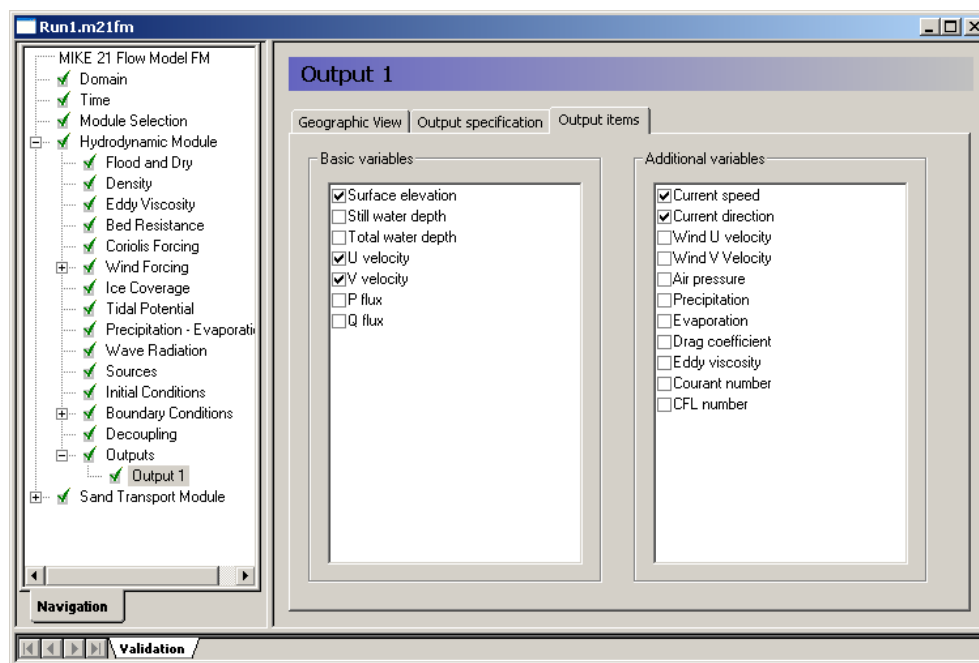 Run1.m21fm
MIKE 21 Flow Model FM
Domain
Time
Module Selection
Hydrodynamic Module
Flood and Dry
Density
Eddy Viscosity
Bed Resistance
Coriolis Forcing
Wind Forcing
Ice Coverage
Tidal Potential
Precipitation - Evaporati
Wave Radiation
Sources
Initial Conditions
Boundary Conditions
Decoupling
Outputs
Output 1
Sand Transport Module
Navigation
Output 1
Geographic View
Output specification
Output items
Basic variables
Surface elevation
Still water depth
Total water depth
U velocity
V velocity
P flux
Q flux
Additional variables
Current speed
Current direction
Wind U velocity
Wind V Velocity
Air pressure
Precipitation
Evaporation
Drag coefficient
Eddy viscosity
Courant number
CFL number
Validation